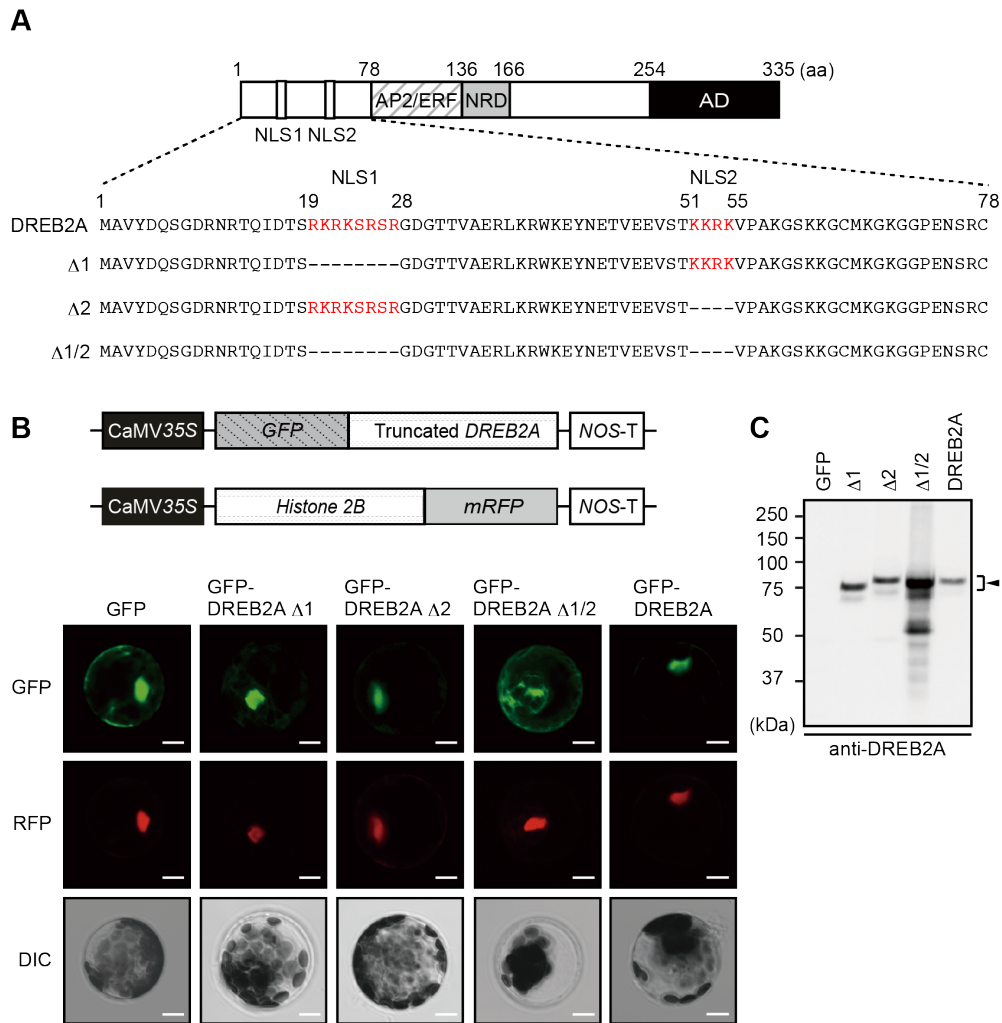 A
1 78 136 166 254 335 (aa)
AP2/ERF NRD AD
NLS1 NLS2
NLS1 NLS2
1 19 28 51 55 78
DREB2A MAVYDQSGDRNRTQIDTSRKRKSRSRGDGTTVAERLKRWKEYNETVEEVSTKKRKVPAKGSKKGCMKGKGGPENSRC
Δ1 MAVYDQSGDRNRTQIDTS--------GDGTTVAERLKRWKEYNETVEEVSTKKRKVPAKGSKKGCMKGKGGPENSRC
Δ2 MAVYDQSGDRNRTQIDTSRKRKSRSRGDGTTVAERLKRWKEYNETVEEVST----VPAKGSKKGCMKGKGGPENSRC
Δ1/2 MAVYDQSGDRNRTQIDTS--------GDGTTVAERLKRWKEYNETVEEVST----VPAKGSKKGCMKGKGGPENSRC
B
CaMV35S GFP Truncated DREB2A NOS-T
CaMV35S Histone 2B mRFP NOS-T
GFP
GFP-
DREB2A Δ1
GFP-
DREB2A Δ2
GFP-
DREB2A Δ1/2
GFP-
DREB2A
GFP
RFP
DIC
C
GFP Δ1 Δ2 Δ1/2 DREB2A
250
150
100
75
50
37
(kDa)
anti-DREB2A